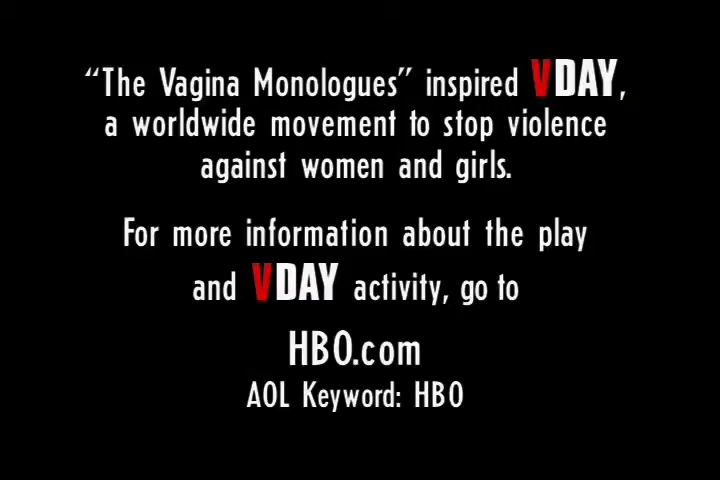 “The Vagina Monologues” inspired VDAY,
a worldwide movement to stop violence
against women and girls.
For more information about the play
and VDAY activity, go to
HBO.com
AOL Keyword: HBO